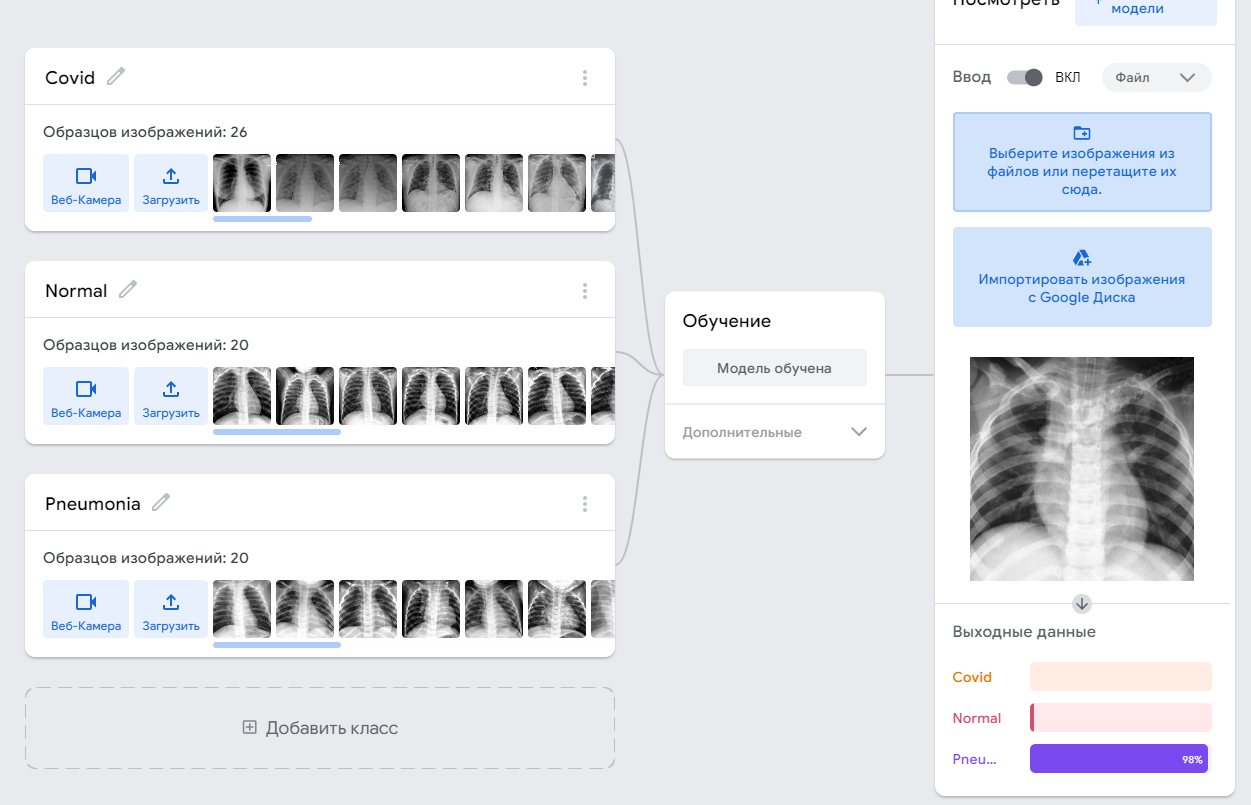 Covid
Образцов изображений: 26
Веб-Камера
Загрузить
Normal
Образцов изображений: 20
Веб-Камера
Загрузить
Pneumonia
Образцов изображений: 20
Веб-Камера
Загрузить
Добавить класс
Обучение
Модель обучена
Дополнительные
Посмотреть
модели
Ввод
ВКЛ
Файл
Выберите изображения из
файлов или перетащите их
сюда.
Импортировать изображения
с Google Диска
Выходные данные
Covid
Normal
Pneu...
98%